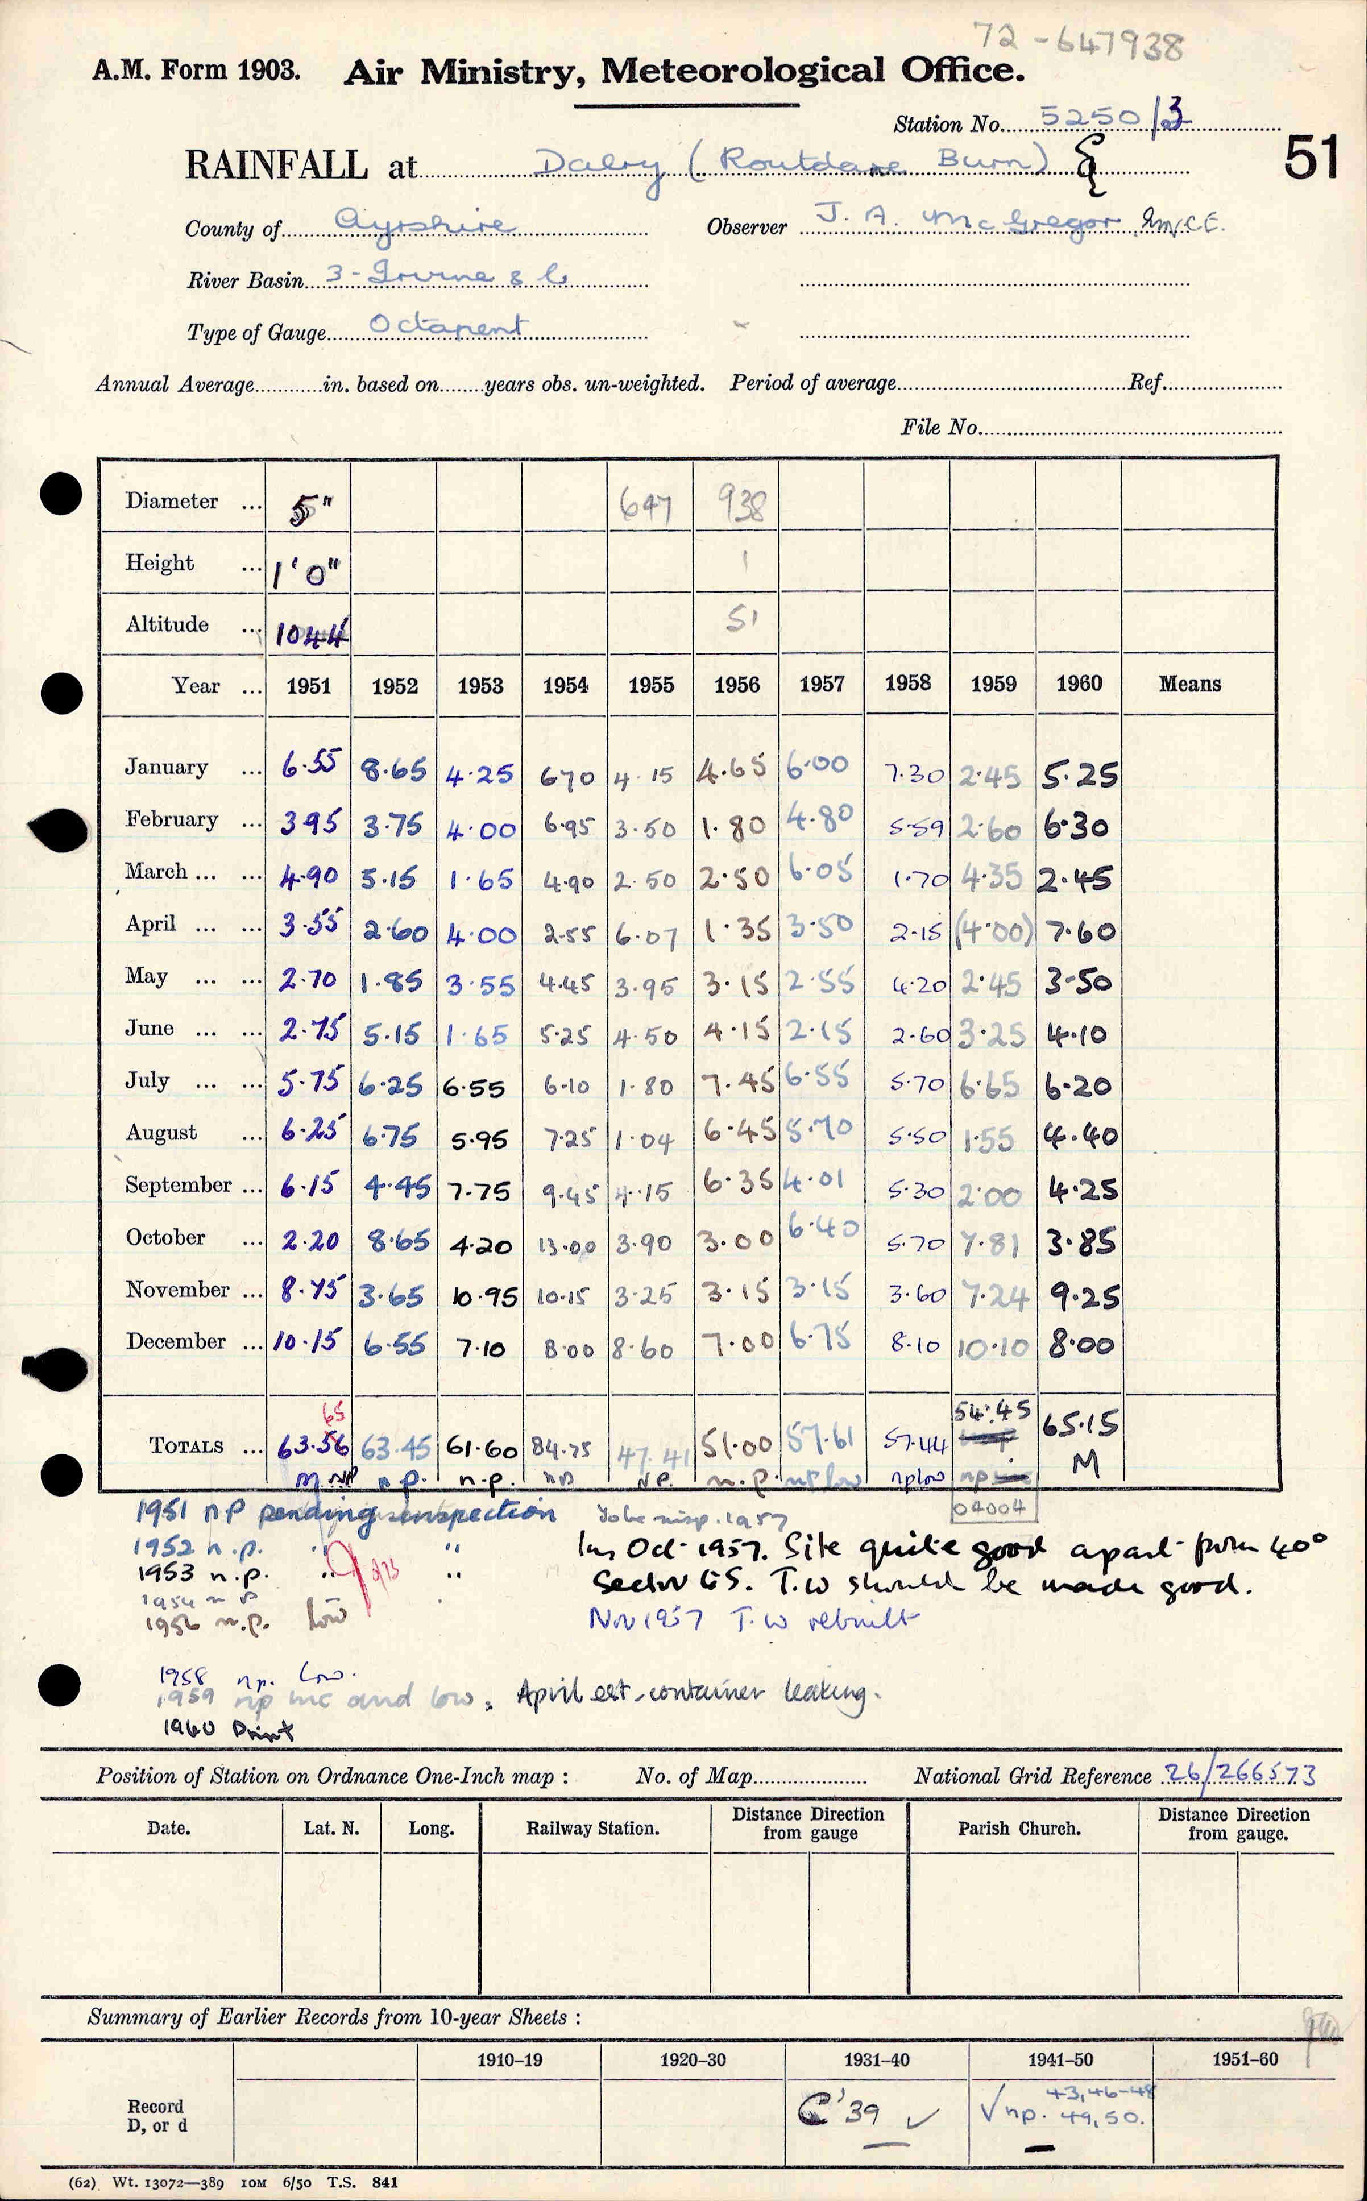 72-647938
A.M. Form 1903. Air Ministry, Meteorological Office.
Station No. 5250/3
51
RAINFALL at Dalry (Routdane Burn)
County of Ayrshire Observer J. A. McGregor, A.M.I.C.E.
River Basin 3 - Irvine & c.
Type of Gauge Octapent
Annual Average in. based on years obs. un-weighted. Period of average Ref.
File No.
Diameter ... 5" 647 938
Height ... 1'0" 1
Altitude ... 1044 51
Year ... 1951 1952 1953 1954 1955 1956 1957 1958 1959 1960 Means
January ... 6.55 8.65 4.25 6.70 4.15 4.65 6.00 7.30 2.45 5.25
February ... 3.95 3.75 4.00 6.95 3.50 1.80 4.80 5.59 2.60 6.30
March ... ... 4.90 5.15 1.65 4.90 2.50 2.50 6.05 1.70 4.35 2.45
April ... ... 3.55 2.60 4.00 2.55 6.07 1.35 3.50 2.15 (4.00) 7.60
May ... ... 2.70 1.85 3.55 4.45 3.95 3.15 2.55 4.20 2.45 3.50
June ... ... 2.75 5.15 1.65 5.25 4.50 4.15 2.15 2.60 3.25 4.10
July ... ... 5.75 6.25 6.55 6.10 1.80 7.45 6.55 5.70 6.65 6.20
August ... 6.25 6.75 5.95 7.25 1.04 6.45 5.70 5.50 1.55 4.40
September ... 6.15 4.45 7.75 9.45 4.15 6.35 4.01 5.30 2.00 4.25
October ... 2.20 8.65 4.20 13.00 3.90 3.00 6.40 5.70 7.81 3.85
November ... 8.75 3.65 10.95 10.15 3.25 3.15 3.15 3.60 7.24 9.25
December ... 10.15 6.55 7.10 8.00 8.60 7.00 6.75 8.10 10.10 8.00
65
TOTALS ... 63.56 63.45 61.60 84.75 47.41 51.00 57.61 57.44 54.45 65.15
M NP n.p. n.p. np NP. n.p. np low np low np M
04004
1951 n P pending inspection To be insp. 1957
1952 n.p. " " Ins Oct 1957. Site quite good apart from 40°
1953 n.p. " " Sector ES. T.W should be made good.
1954 n P
1956 n.p. low Nov 1957 T.W rebuilt
1958 n.p. Low.
1959 np inc and low, April est. container leaking.
1960 Print
Position of Station on Ordnance One-Inch map : No. of Map National Grid Reference 26/266573
Date. Lat. N. Long. Railway Station. Distance Direction from gauge Parish Church. Distance Direction from gauge.
Summary of Earlier Records from 10-year Sheets :
1910–19 1920–30 1931–40 1941–50 1951–60
Record D, or d C '39 ✓ ✓ np. 43,46-48 49,50.
(62) Wt. 13072—389 10M 6/50 T.S. 841